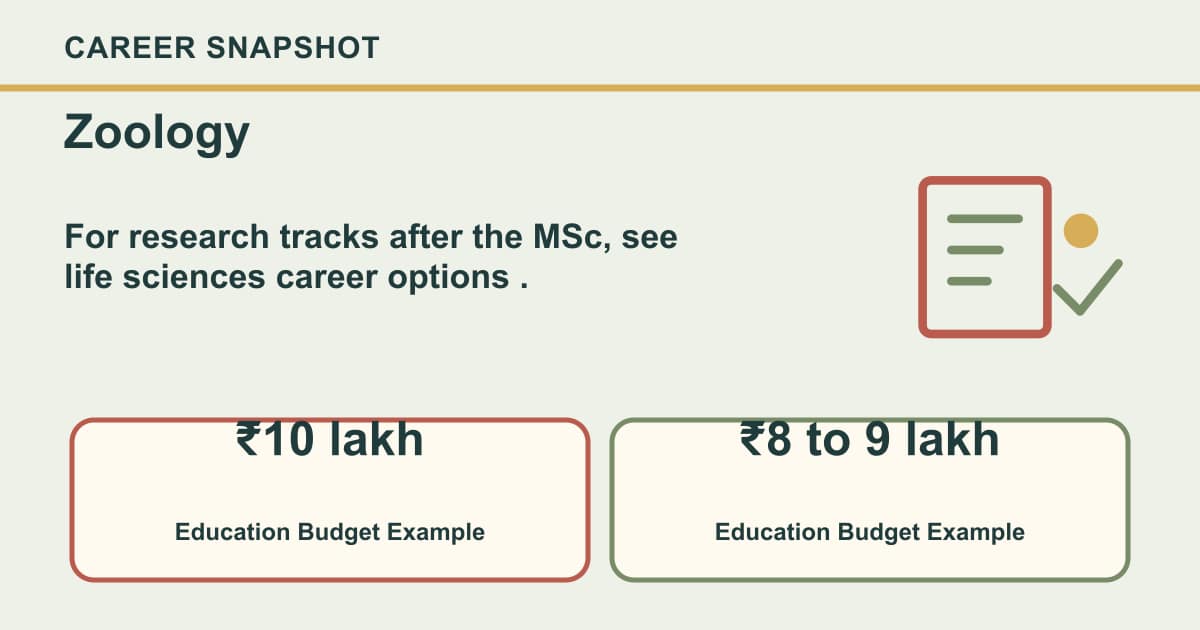 CAREER SNAPSHOT
Zoology
For research tracks after the MSc, see
life sciences career options .
₹10 lakh
₹8 to 9 lakh
Education Budget Example
Education Budget Example